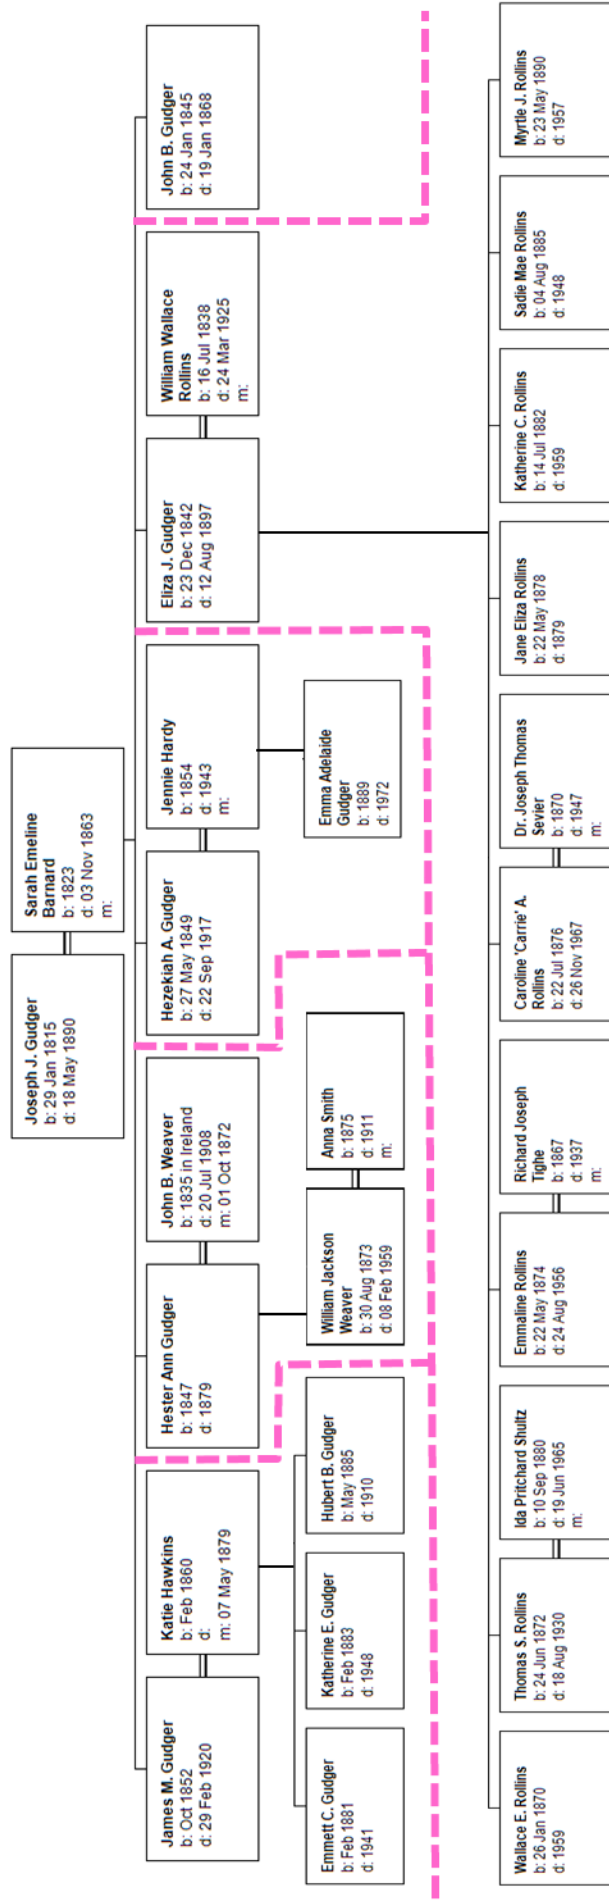 Joseph J. Gudger
b: 29 Jan 1815
d: 18 May 1890
Sarah Emeline
Barnard
b: 1823
d: 03 Nov 1863
m:
James M. Gudger
b: Oct 1852
d: 29 Feb 1920
Katie Hawkins
b: Feb 1860
d:
m: 07 May 1879
Hester Ann Gudger
b: 1847
d: 1879
John B. Weaver
b: 1835 in Ireland
d: 20 Jul 1908
m: 01 Oct 1872
Hezekiah A. Gudger
b: 27 May 1849
d: 22 Sep 1917
Jennie Hardy
b: 1854
d: 1943
m:
Eliza J. Gudger
b: 23 Dec 1842
d: 12 Aug 1897
William Wallace
Rollins
b: 16 Jul 1838
d: 24 Mar 1925
m:
John B. Gudger
b: 24 Jan 1845
d: 19 Jan 1868
Emmett C. Gudger
b: Feb 1881
d: 1941
Katherine E. Gudger
b: Feb 1883
d: 1948
Hubert B. Gudger
b: May 1885
d: 1910
William Jackson
Weaver
b: 30 Aug 1873
d: 08 Feb 1959
Anna Smith
b: 1875
d: 1911
m:
Emma Adelaide
Gudger
b: 1889
d: 1972
Wallace E. Rollins
b: 26 Jan 1870
d: 1959
Thomas S. Rollins
b: 24 Jun 1872
d: 18 Aug 1930
Ida Pritchard Shultz
b: 10 Sep 1880
d: 19 Jun 1965
m:
Emmaline Rollins
b: 22 May 1874
d: 24 Aug 1956
Richard Joseph
Tighe
b: 1867
d: 1937
m:
Caroline 'Carrie' A.
Rollins
b: 22 Jul 1876
d: 26 Nov 1967
Dr. Joseph Thomas
Sevier
b: 1870
d: 1947
m:
Jane Eliza Rollins
b: 22 May 1878
d: 1879
Katherine C. Rollins
b: 14 Jul 1882
d: 1959
Sadie Mae Rollins
b: 04 Aug 1885
d: 1948
Myrtle J. Rollins
b: 23 May 1890
d: 1957